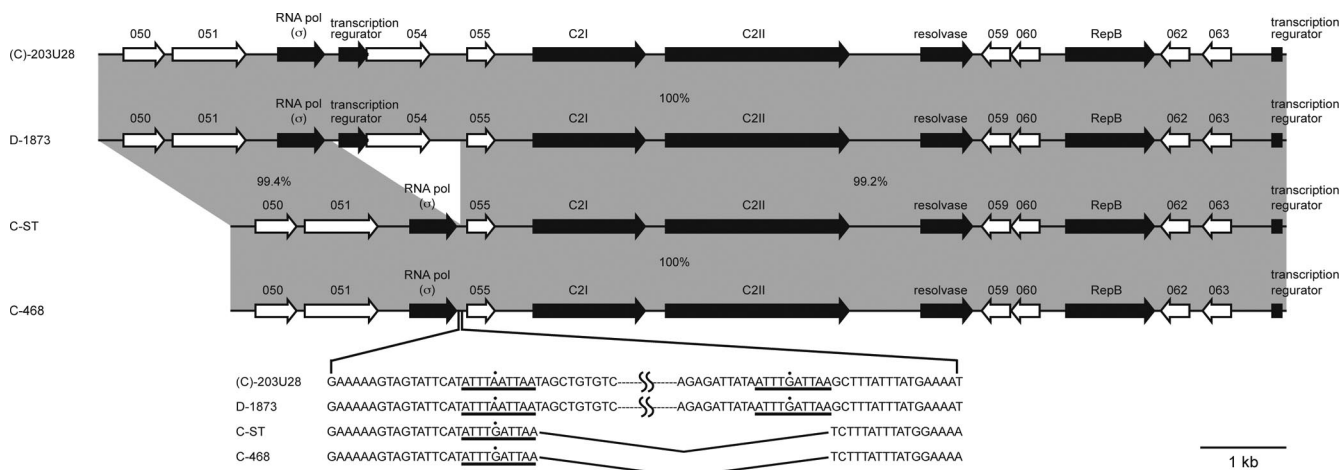 RNA pol transcription
050 051 (σ) regurator 054 055 C2I C2II resolvase 059 060 RepB 062 063 transcription regurator
(C)-203U28
100%
RNA pol transcription
050 051 (σ) regurator 054 055 C2I C2II resolvase 059 060 RepB 062 063 transcription regurator
D-1873
99.4% 99.2%
RNA pol
050 051 (σ) 055 C2I C2II resolvase 059 060 RepB 062 063 transcription regurator
C-ST
100%
RNA pol
050 051 (σ) 055 C2I C2II resolvase 059 060 RepB 062 063 transcription regurator
C-468
(C)-203U28 GAAAAAGTAGTATTCATATTTAATTAATAGCTGTGTC------ ------AGAGATTATAATTTGATTAAGCTTTATTTATGAAAAT
D-1873 GAAAAAGTAGTATTCATATTTAATTAATAGCTGTGTC------ ------AGAGATTATAATTTGATTAAGCTTTATTTATGAAAAT
C-ST GAAAAAGTAGTATTCATATTTGATTAA TCTTTATTTATGGAAAA
C-468 GAAAAAGTAGTATTCATATTTGATTAA TCTTTATTTATGGAAAA
1 kb